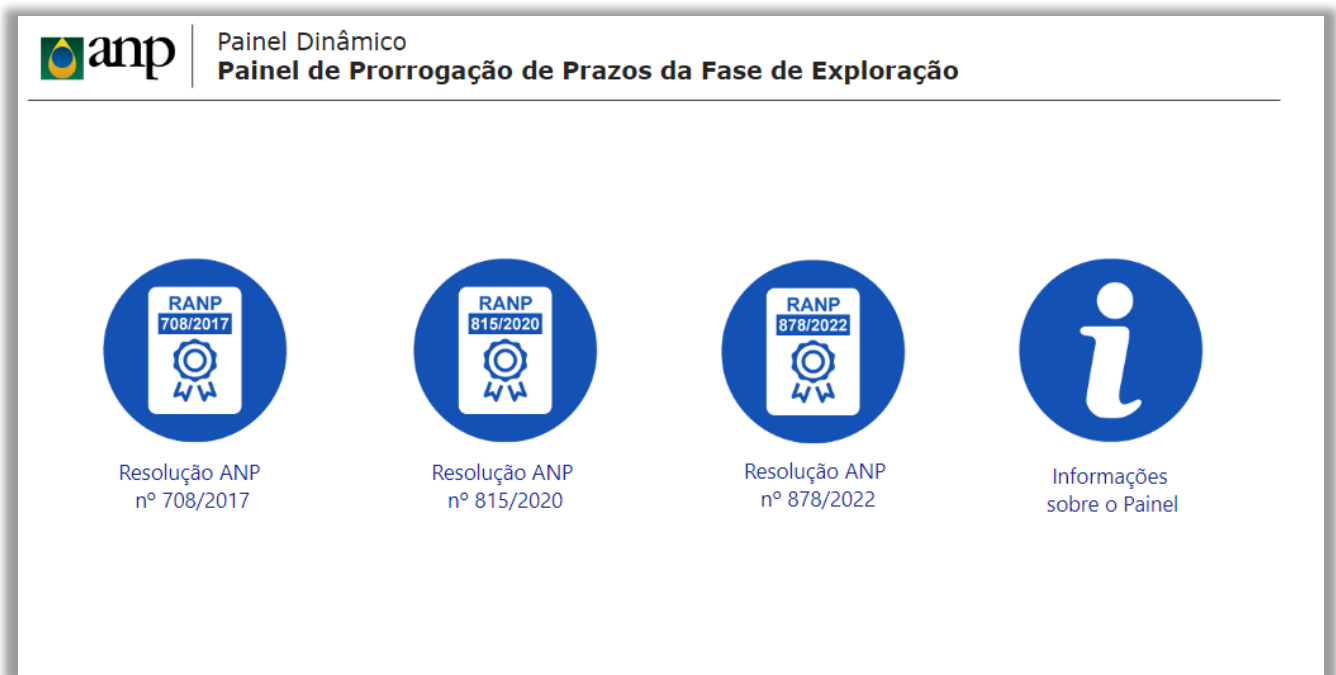 anp
Painel Dinâmico
Painel de Prorrogação de Prazos da Fase de Exploração
RANP
708/2017
Resolução ANP
nº 708/2017
RANP
815/2020
Resolução ANP
nº 815/2020
RANP
878/2022
Resolução ANP
nº 878/2022
Informações
sobre o Painel